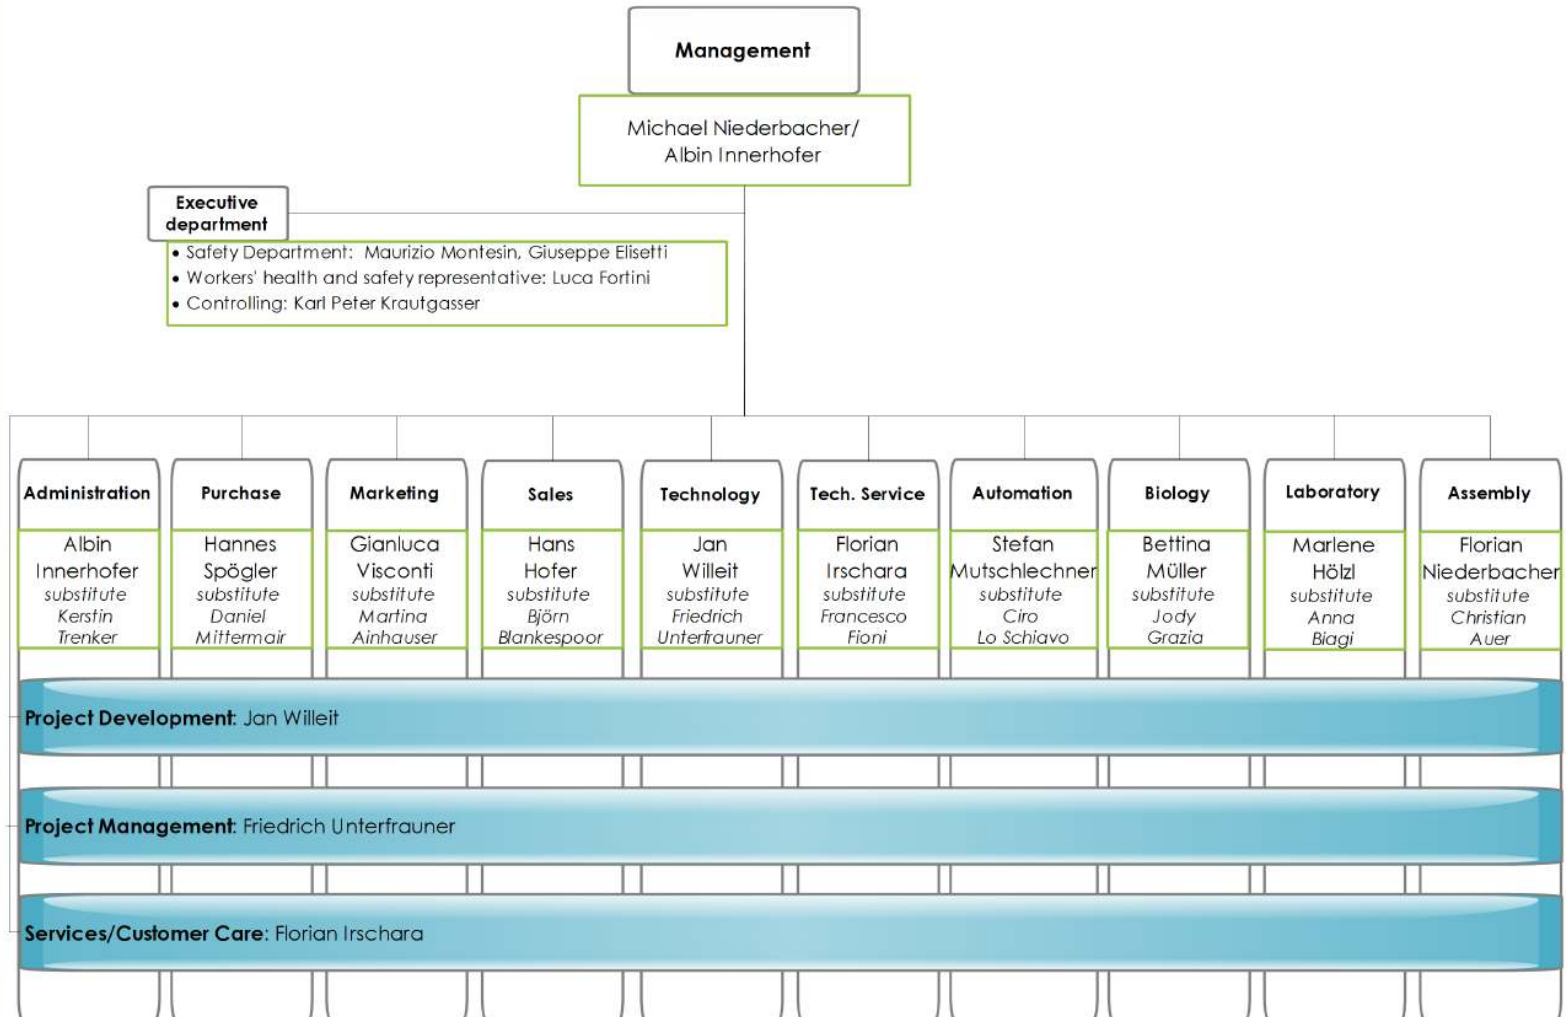 Management
Michael Niederbacher/
Albin Innerhofer
Executive
department
• Safety Department: Maurizio Montesin, Giuseppe Elisetti
• Workers' health and safety representative: Luca Fortini
• Controlling: Karl Peter Krautgasser
Administration
Albin
Innerhofer
substitute
Kerstin
Trenker
Purchase
Hannes
Spögler
substitute
Daniel
Mittermair
Marketing
Gianluca
Visconti
substitute
Martina
Ainhauser
Sales
Hans
Hofer
substitute
Björn
Blankespoor
Technology
Jan
Willeit
substitute
Friedrich
Unterfrauner
Tech. Service
Florian
Irschara
substitute
Francesco
Fioni
Automation
Stefan
Mutschlechner
substitute
Ciro
Lo Schiavo
Biology
Bettina
Müller
substitute
Jody
Grazia
Laboratory
Marlene
Hölzl
substitute
Anna
Biagi
Assembly
Florian
Niederbacher
substitute
Christian
Auer
Project Development: Jan Willeit
Project Management: Friedrich Unterfrauner
Services/Customer Care: Florian Irschara